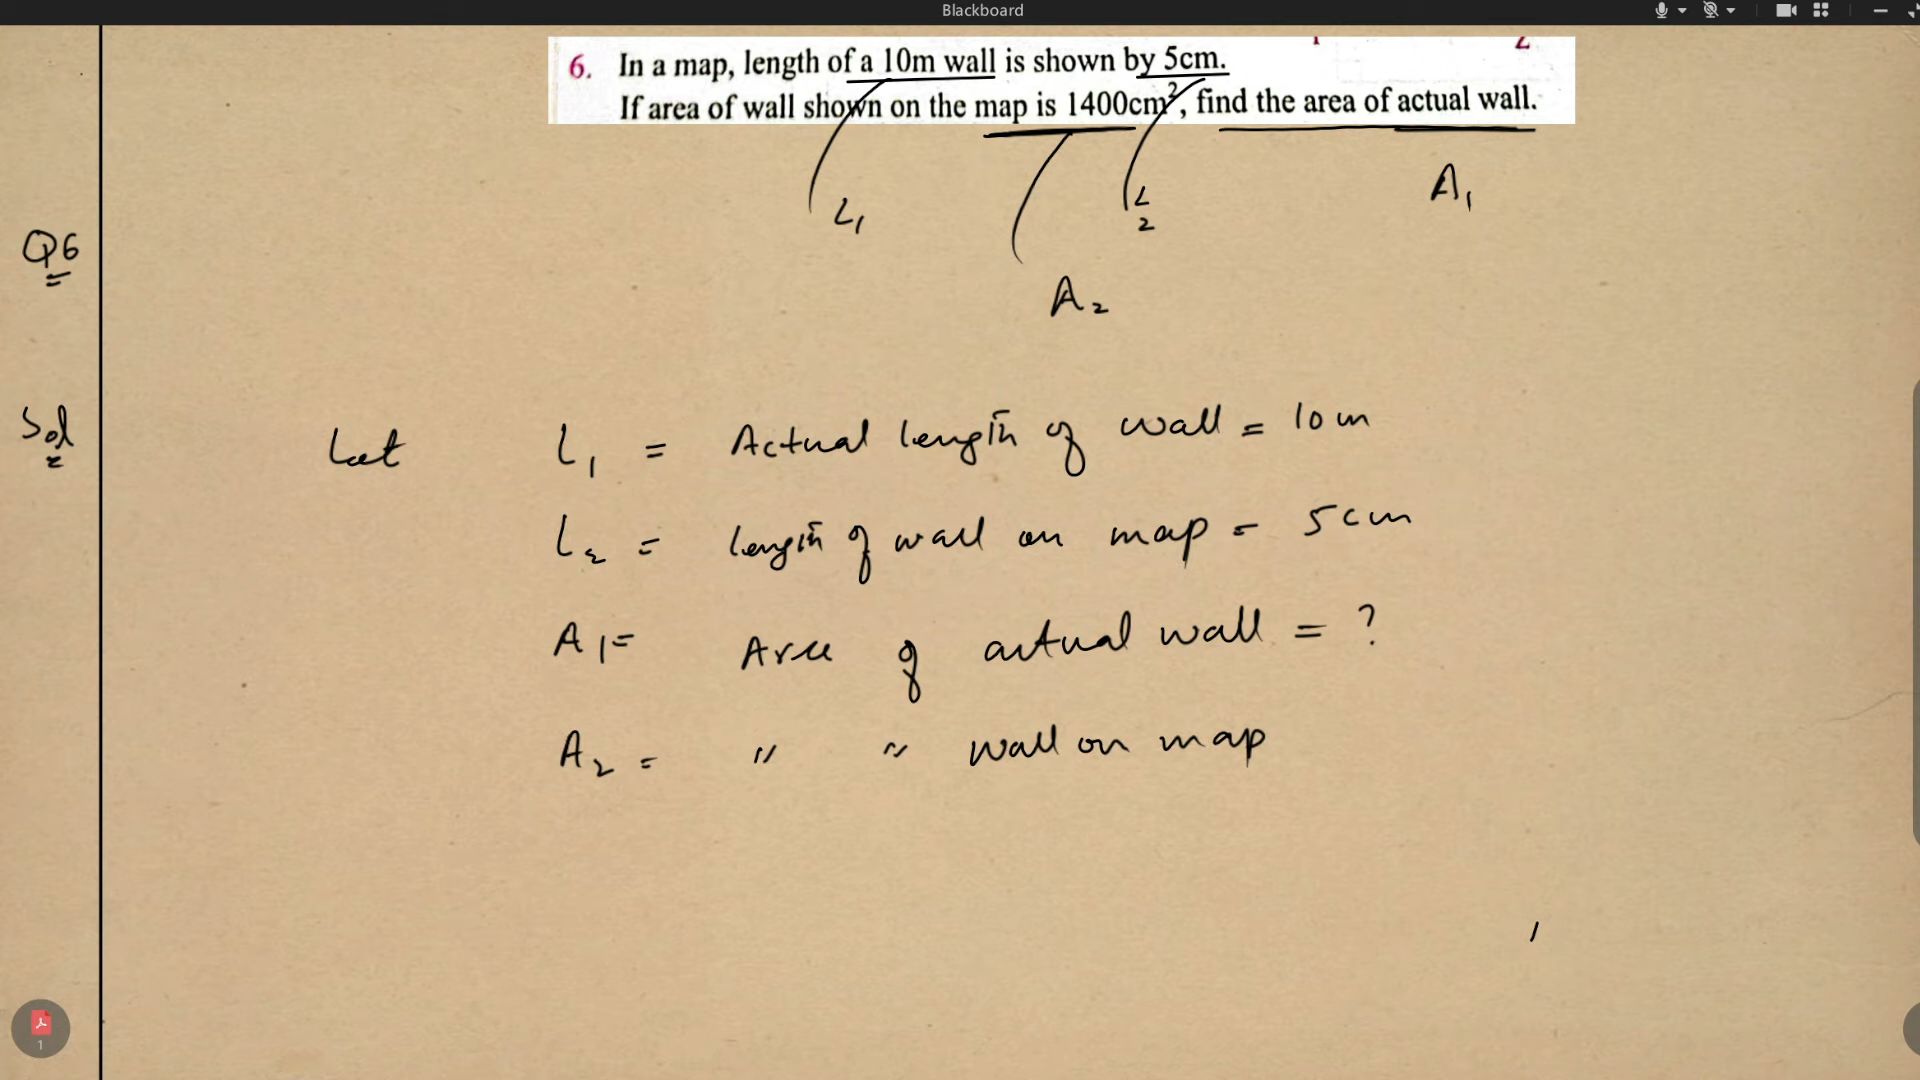 Blackboard
6. In a map, length of a 10m wall is shown by 5cm.
If area of wall shown on the map is 1400cm², find the area of actual wall.
L₁
L₂
A₁
A₂
Q6
Sol
Let L₁ = Actual length of wall = 10m
L₂ = length of wall on map = 5cm
A₁ = Area of actual wall = ?
A₂ = " " wall on map
1